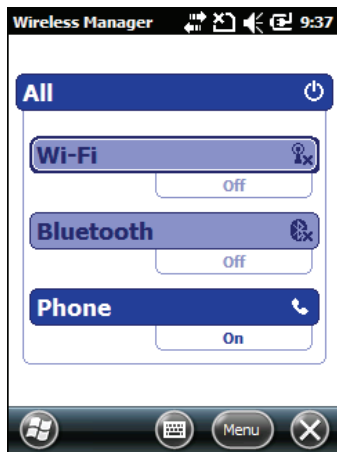 Wireless Manager 9:37
All
Wi-Fi
Off
Bluetooth
Off
Phone
On
Menu